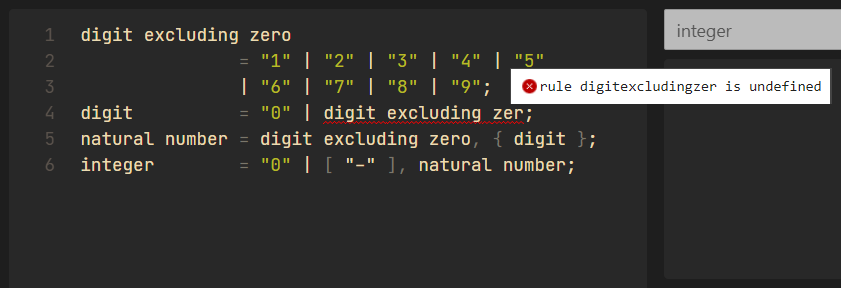 1 digit excluding zero
2 = "1" | "2" | "3" | "4" | "5"
3 | "6" | "7" | "8" | "9";
4 digit = "0" | digit excluding zer;
5 natural number = digit excluding zero, { digit };
6 integer = "0" | [ "-" ], natural number;
rule digitexcludingzer is undefined
integer